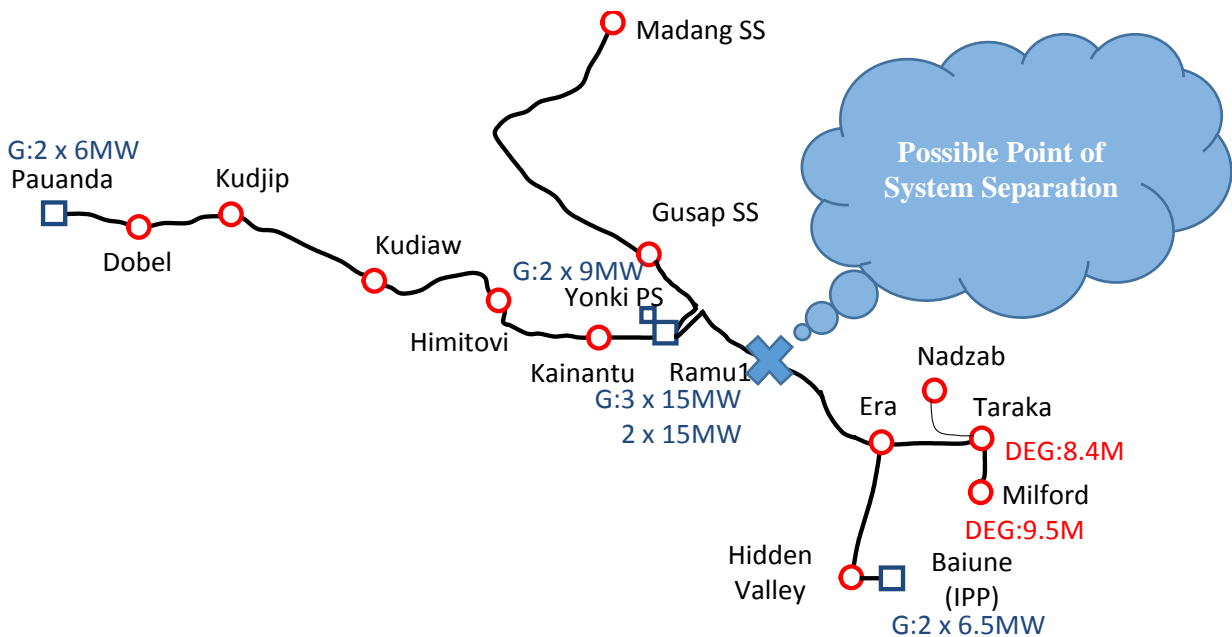 Madang SS
Possible Point of
System Separation
G:2 x 6MW
Pauanda
Kudjip
Gusap SS
Dobel
Kudiaw
G:2 x 9MW
Yonki PS
Himitovi
Kainantu
Ramu1
G:3 x 15MW
2 x 15MW
Nadzab
Era
Taraka
DEG:8.4M
Milford
DEG:9.5M
Hidden
Valley
Baiune
(IPP)
G:2 x 6.5MW